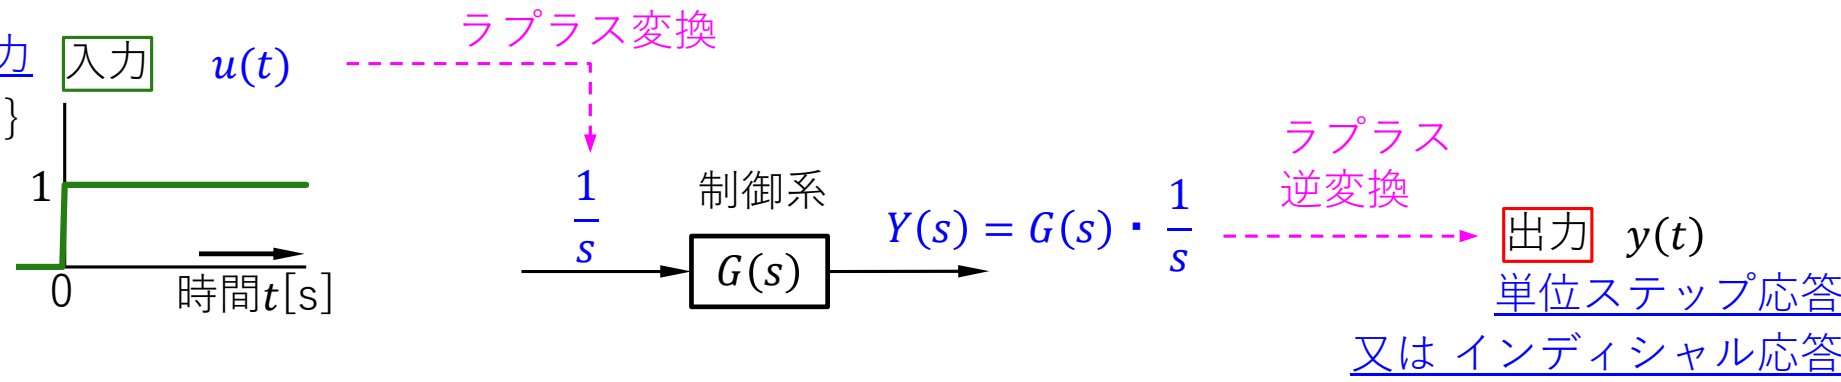 力 入力 u(t)
}
1
0
時間t[s]
ラプラス変換
1/s
制御系
G(s)
Y(s) = G(s) ・ 1/s
ラプラス
逆変換
出力 y(t)
単位ステップ応答
又は インディシャル応答